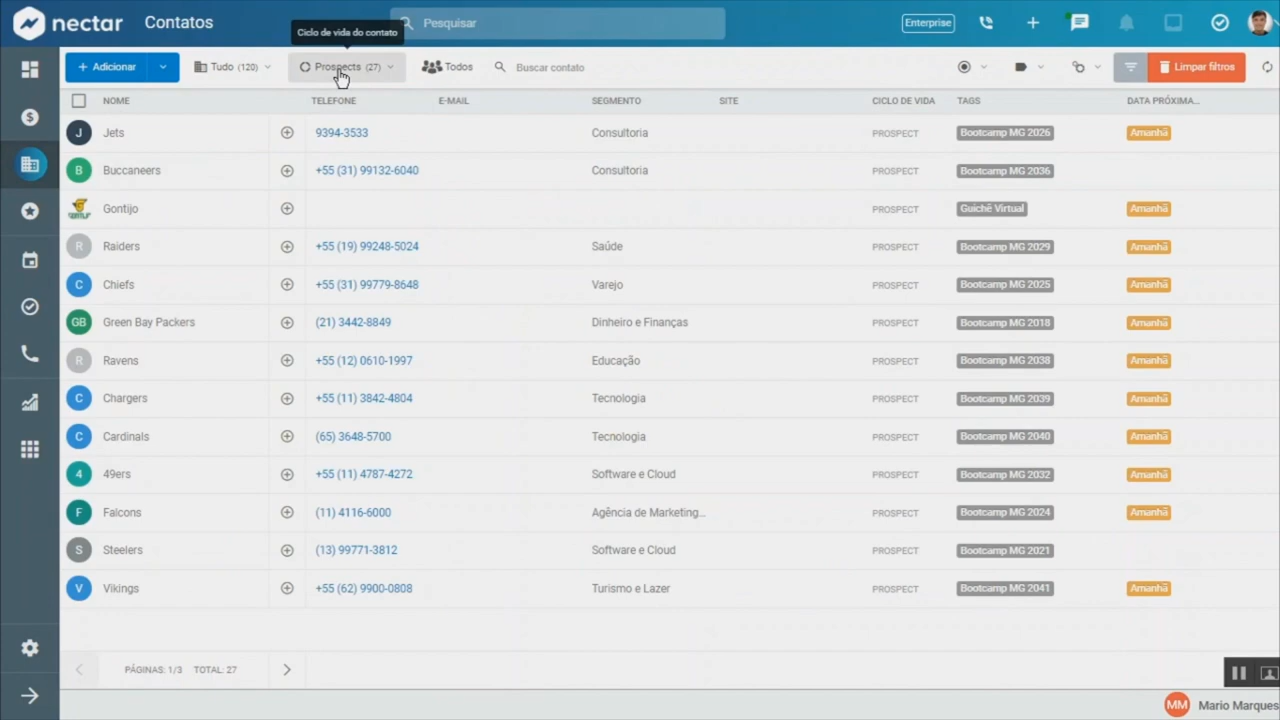 nectar Contatos Pesquisar Enterprise
Ciclo de vida do contato
+ Adicionar Tudo (120) Prospects (27) Todos Buscar contato Limpar filtros
NOME TELEFONE E-MAIL SEGMENTO SITE CICLO DE VIDA TAGS DATA PRÓXIMA...
J Jets 9394-3533 Consultoria PROSPECT Bootcamp MG 2026 Amanhã
B Buccaneers +55 (31) 99132-6040 Consultoria PROSPECT Bootcamp MG 2036
Gontijo PROSPECT Guichê Virtual Amanhã
R Raiders +55 (19) 99248-5024 Saúde PROSPECT Bootcamp MG 2029 Amanhã
C Chiefs +55 (31) 99779-8648 Varejo PROSPECT Bootcamp MG 2025 Amanhã
GB Green Bay Packers (21) 3442-8849 Dinheiro e Finanças PROSPECT Bootcamp MG 2018 Amanhã
R Ravens +55 (12) 0610-1997 Educação PROSPECT Bootcamp MG 2038 Amanhã
C Chargers +55 (11) 3842-4804 Tecnologia PROSPECT Bootcamp MG 2039 Amanhã
C Cardinals (65) 3648-5700 Tecnologia PROSPECT Bootcamp MG 2040 Amanhã
4 49ers +55 (11) 4787-4272 Software e Cloud PROSPECT Bootcamp MG 2032 Amanhã
F Falcons (11) 4116-6000 Agência de Marketing... PROSPECT Bootcamp MG 2024 Amanhã
S Steelers (13) 99771-3812 Software e Cloud PROSPECT Bootcamp MG 2021
V Vikings +55 (62) 9900-0808 Turismo e Lazer PROSPECT Bootcamp MG 2041 Amanhã
PÁGINAS: 1/3 TOTAL: 27
MM Mario Marques